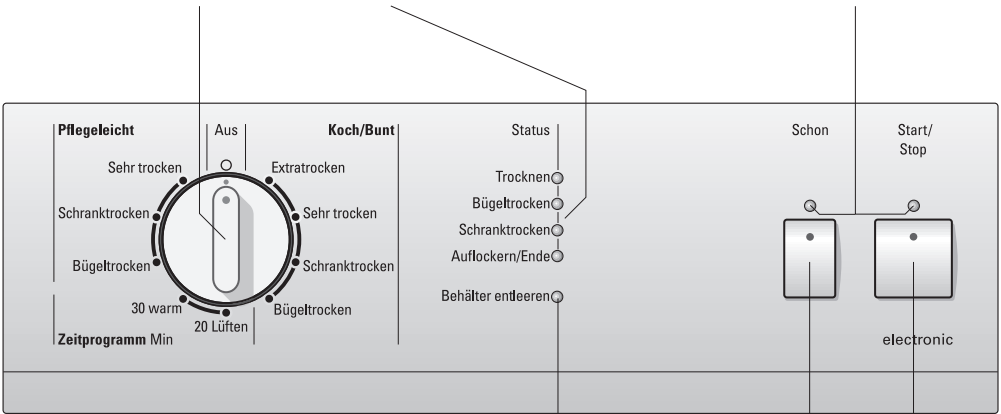 Pflegeleicht
Aus
Koch/Bunt
Sehr trocken
Schranktrocken
Bügeltrocken
30 warm
20 Lüften
Extratrocken
Sehr trocken
Schranktrocken
Bügeltrocken
Zeitprogramm Min
Status
Trocknen
Bügeltrocken
Schranktrocken
Auflockern/Ende
Behälter entleeren
Schon
Start/
Stop
electronic